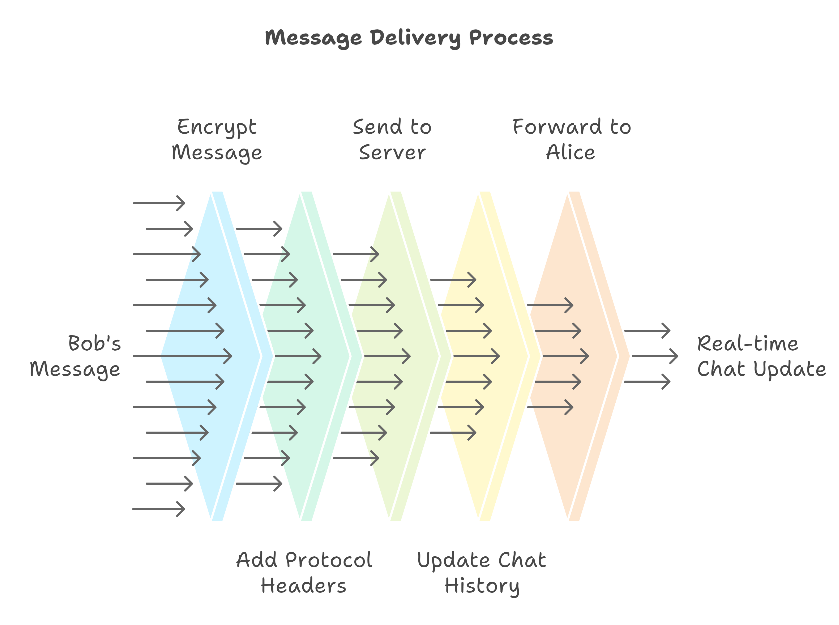 Message Delivery Process
Encrypt
Message
Send to
Server
Forward to
Alice
Bob's
Message
Real-time
Chat Update
Add Protocol
Headers
Update Chat
History